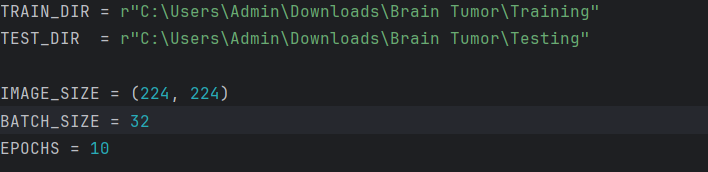 TRAIN_DIR = r"C:\Users\Admin\Downloads\Brain Tumor\Training"
TEST_DIR  = r"C:\Users\Admin\Downloads\Brain Tumor\Testing"
IMAGE_SIZE = (224, 224)
BATCH_SIZE = 32
EPOCHS = 10